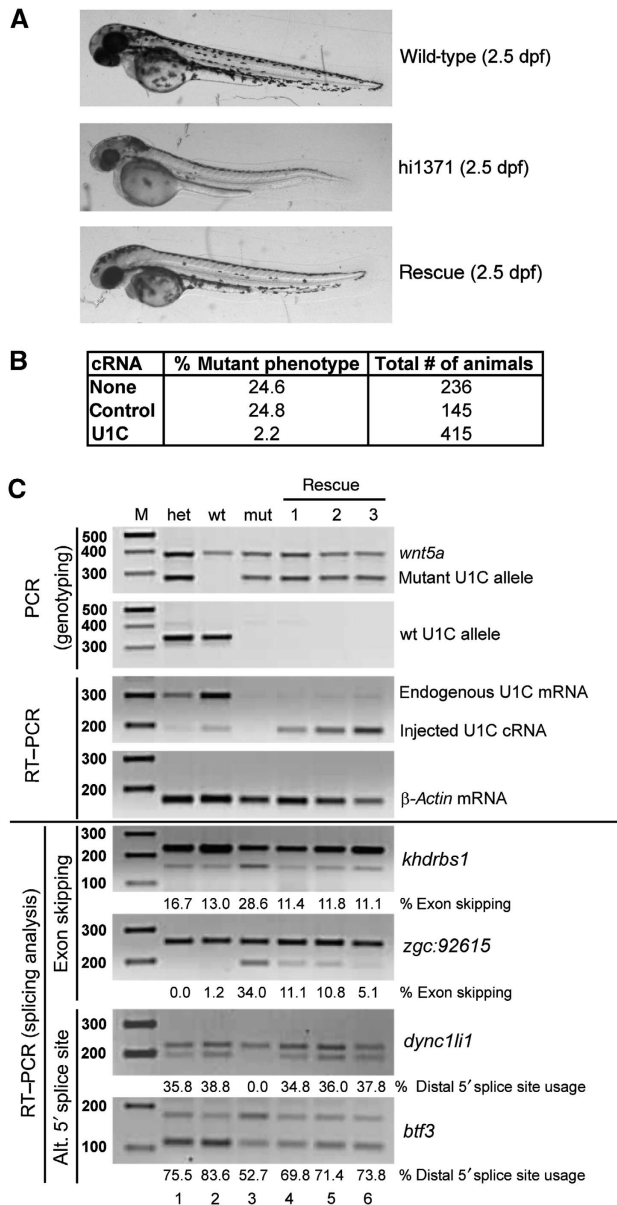 A
Wild-type (2.5 dpf)
hi1371 (2.5 dpf)
Rescue (2.5 dpf)
B
cRNA % Mutant phenotype Total # of animals
None 24.6 236
Control 24.8 145
U1C 2.2 415
C
Rescue
M het wt mut 1 2 3
PCR
(genotyping)
500
400
300
wnt5a
Mutant U1C allele
500
400
300
wt U1C allele
RT–PCR
300
200
Endogenous U1C mRNA
Injected U1C cRNA
300
200
β-Actin mRNA
RT–PCR (splicing analysis)
Exon skipping
300
200
100
khdrbs1
16.7 13.0 28.6 11.4 11.8 11.1 % Exon skipping
300
200
zgc:92615
0.0 1.2 34.0 11.1 10.8 5.1 % Exon skipping
Alt. 5′ splice site
300
200
dync1li1
35.8 38.8 0.0 34.8 36.0 37.8 % Distal 5′ splice site usage
200
100
btf3
75.5 83.6 52.7 69.8 71.4 73.8 % Distal 5′ splice site usage
1 2 3 4 5 6